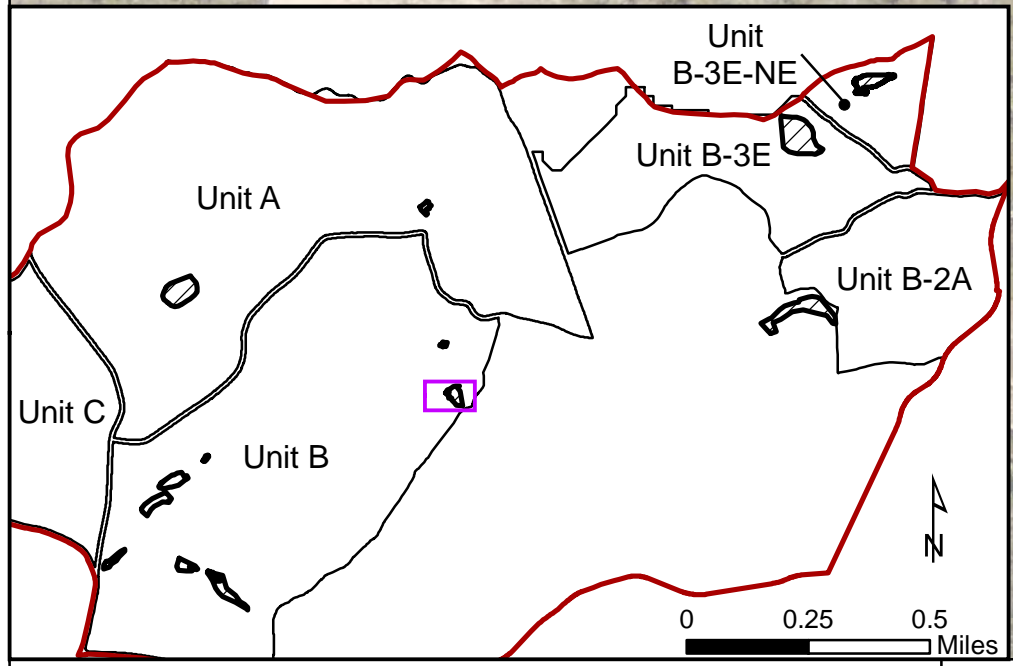 Unit
B-3E-NE
Unit B-3E
Unit A
Unit B-2A
Unit C
Unit B
N
0 0.25 0.5
Miles